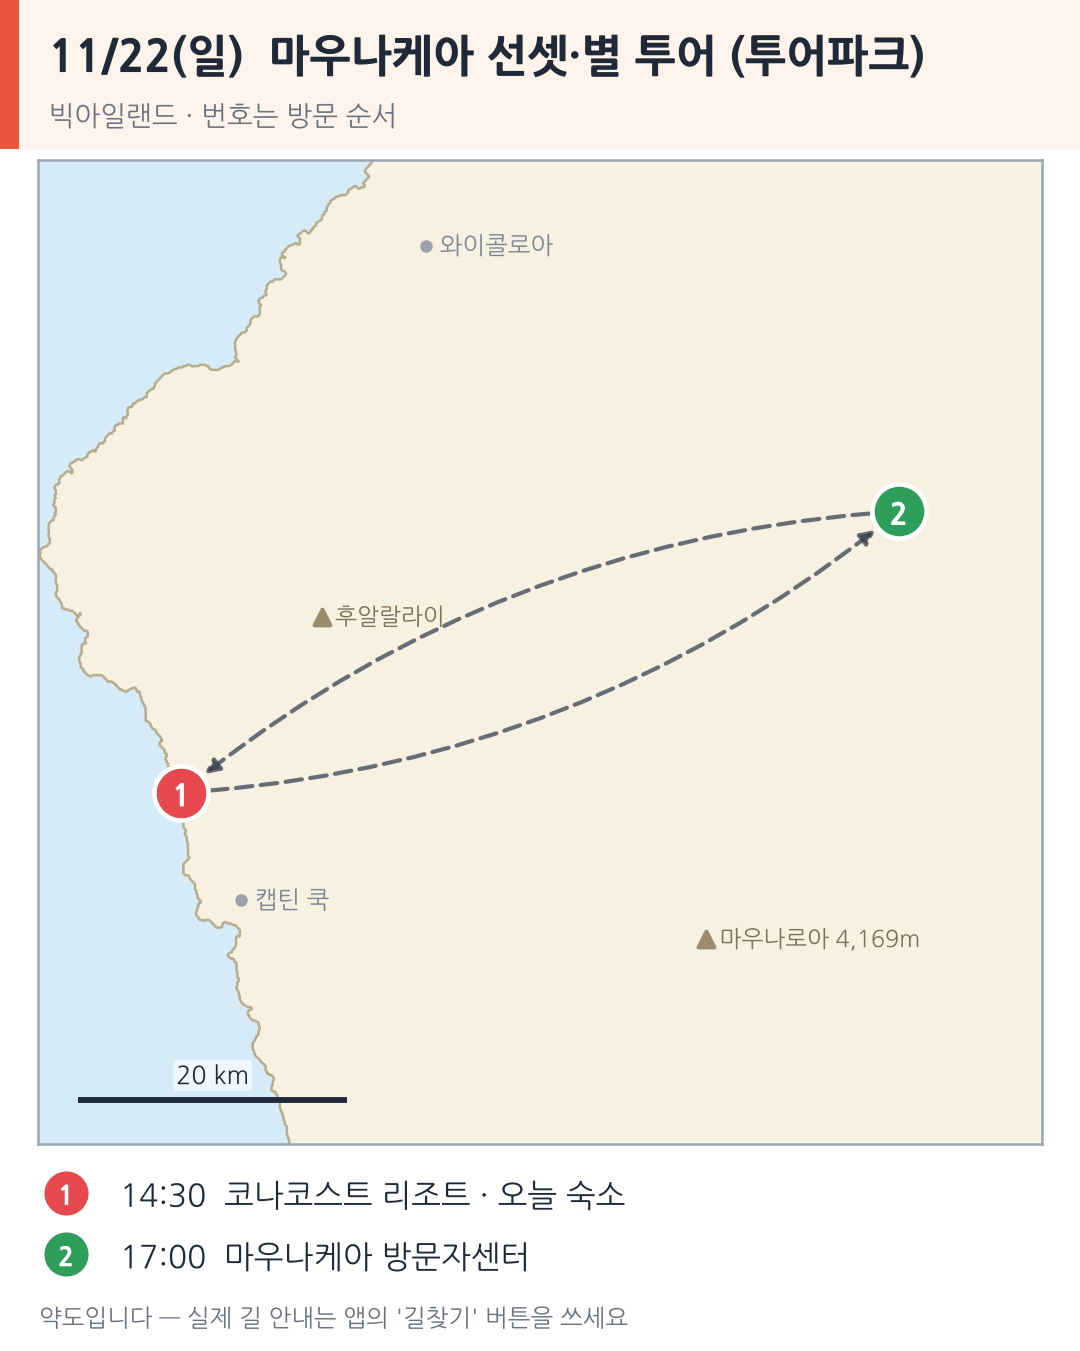 11/22(일) 마우나케아 선셋·별 투어 (투어파크)
빅아일랜드 · 번호는 방문 순서
와이콜로아
2
후알랄라이
1
캡틴 쿡
마우나로아 4,169m
20 km
1 14:30 코나코스트 리조트 · 오늘 숙소
2 17:00 마우나케아 방문자센터
약도입니다 — 실제 길 안내는 앱의 '길찾기' 버튼을 쓰세요